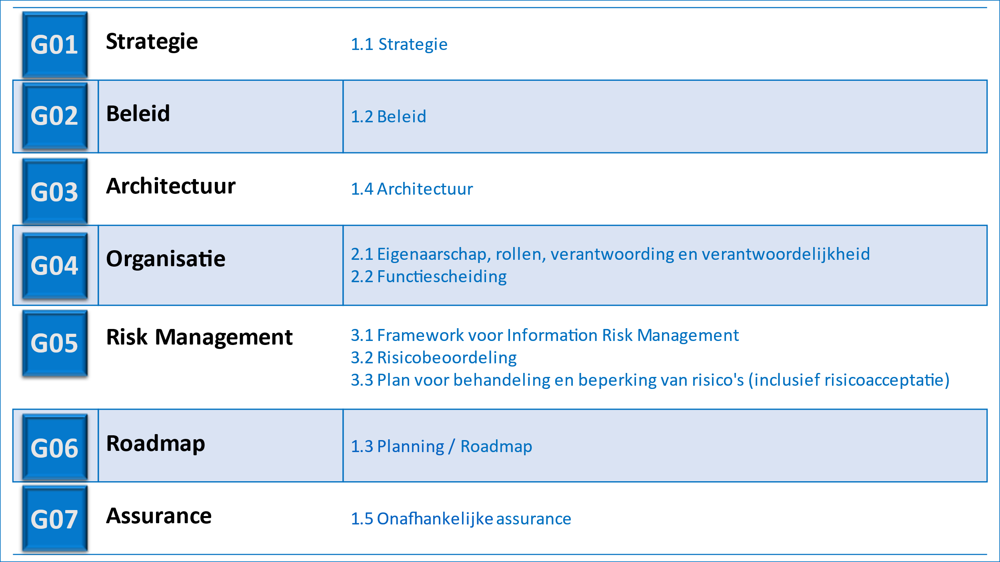 G01 Strategie 1.1 Strategie
G02 Beleid 1.2 Beleid
G03 Architectuur 1.4 Architectuur
G04 Organisatie 2.1 Eigenaarschap, rollen, verantwoording en verantwoordelijkheid
2.2 Functiescheiding
G05 Risk Management 3.1 Framework voor Information Risk Management
3.2 Risicobeoordeling
3.3 Plan voor behandeling en beperking van risico's (inclusief risicoacceptatie)
G06 Roadmap 1.3 Planning / Roadmap
G07 Assurance 1.5 Onafhankelijke assurance